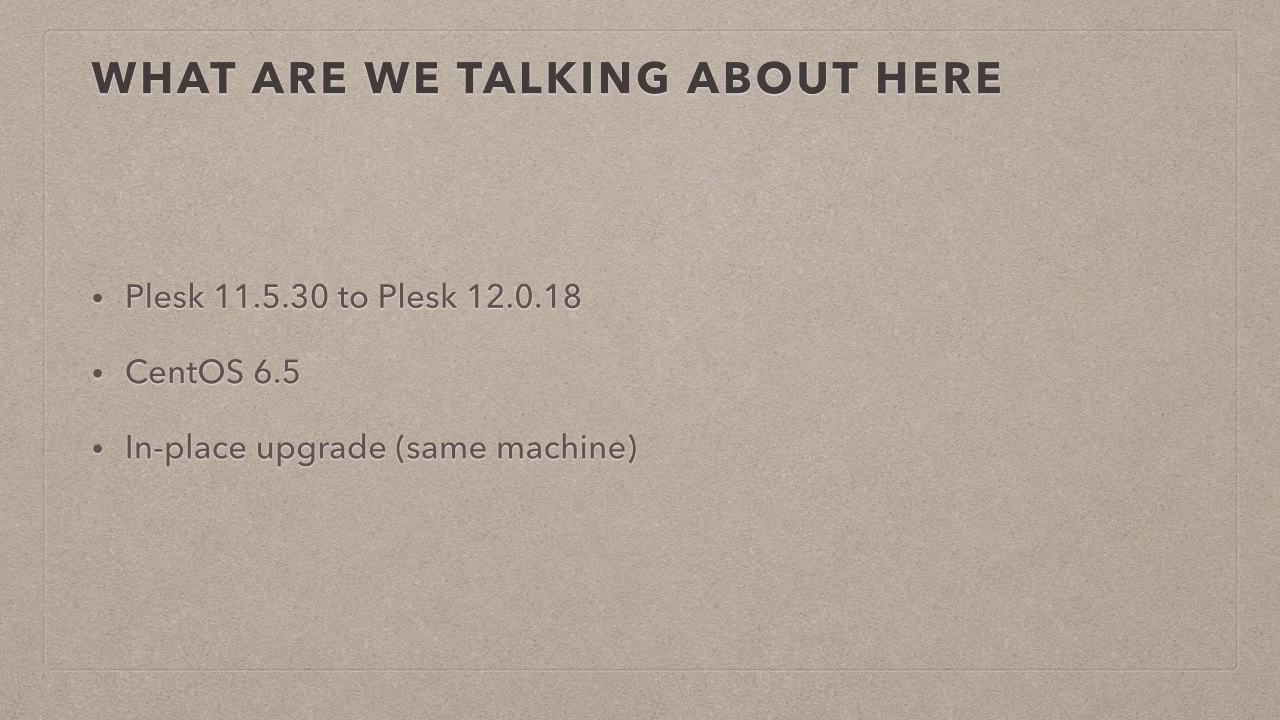 WHAT ARE WE TALKING ABOUT HERE
• Plesk 11.5.30 to Plesk 12.0.18
• CentOS 6.5
• In-place upgrade (same machine)